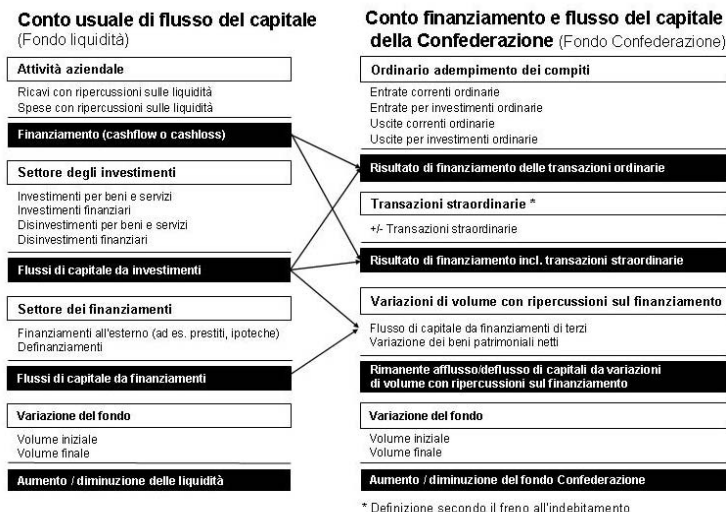 Conto usuale di flusso del capitale
(Fondo liquidità)
Attività aziendale
Ricavi con ripercussioni sulle liquidità
Spese con ripercussioni sulle liquidità
Finanziamento (cashflow o cashloss)
Settore degli investimenti
Investimenti per beni e servizi
Investimenti finanziari
Disinvestimenti per beni e servizi
Disinvestimenti finanziari
Flussi di capitale da investimenti
Settore dei finanziamenti
Finanziamenti all'esterno (ad es. prestiti, ipoteche)
Definanziamenti
Flussi di capitale da finanziamenti
Variazione del fondo
Volume iniziale
Volume finale
Aumento / diminuzione delle liquidità
Conto finanziamento e flusso del capitale
della Confederazione (Fondo Confederazione)
Ordinario adempimento dei compiti
Entrate correnti ordinarie
Entrate per investimenti ordinarie
Uscite correnti ordinarie
Uscite per investimenti ordinarie
Risultato di finanziamento delle transazioni ordinarie
Transazioni straordinarie *
+/- Transazioni straordinarie
Risultato di finanziamento incl. transazioni straordinarie
Variazioni di volume con ripercussioni sul finanziamento
Flusso di capitale da finanziamenti di terzi
Variazione dei beni patrimoniali netti
Rimanente afflusso/deflusso di capitali da variazioni
di volume con ripercussioni sul finanziamento
Variazione del fondo
Volume iniziale
Volume finale
Aumento / diminuzione del fondo Confederazione
* Definizione secondo il freno all'indebitamento